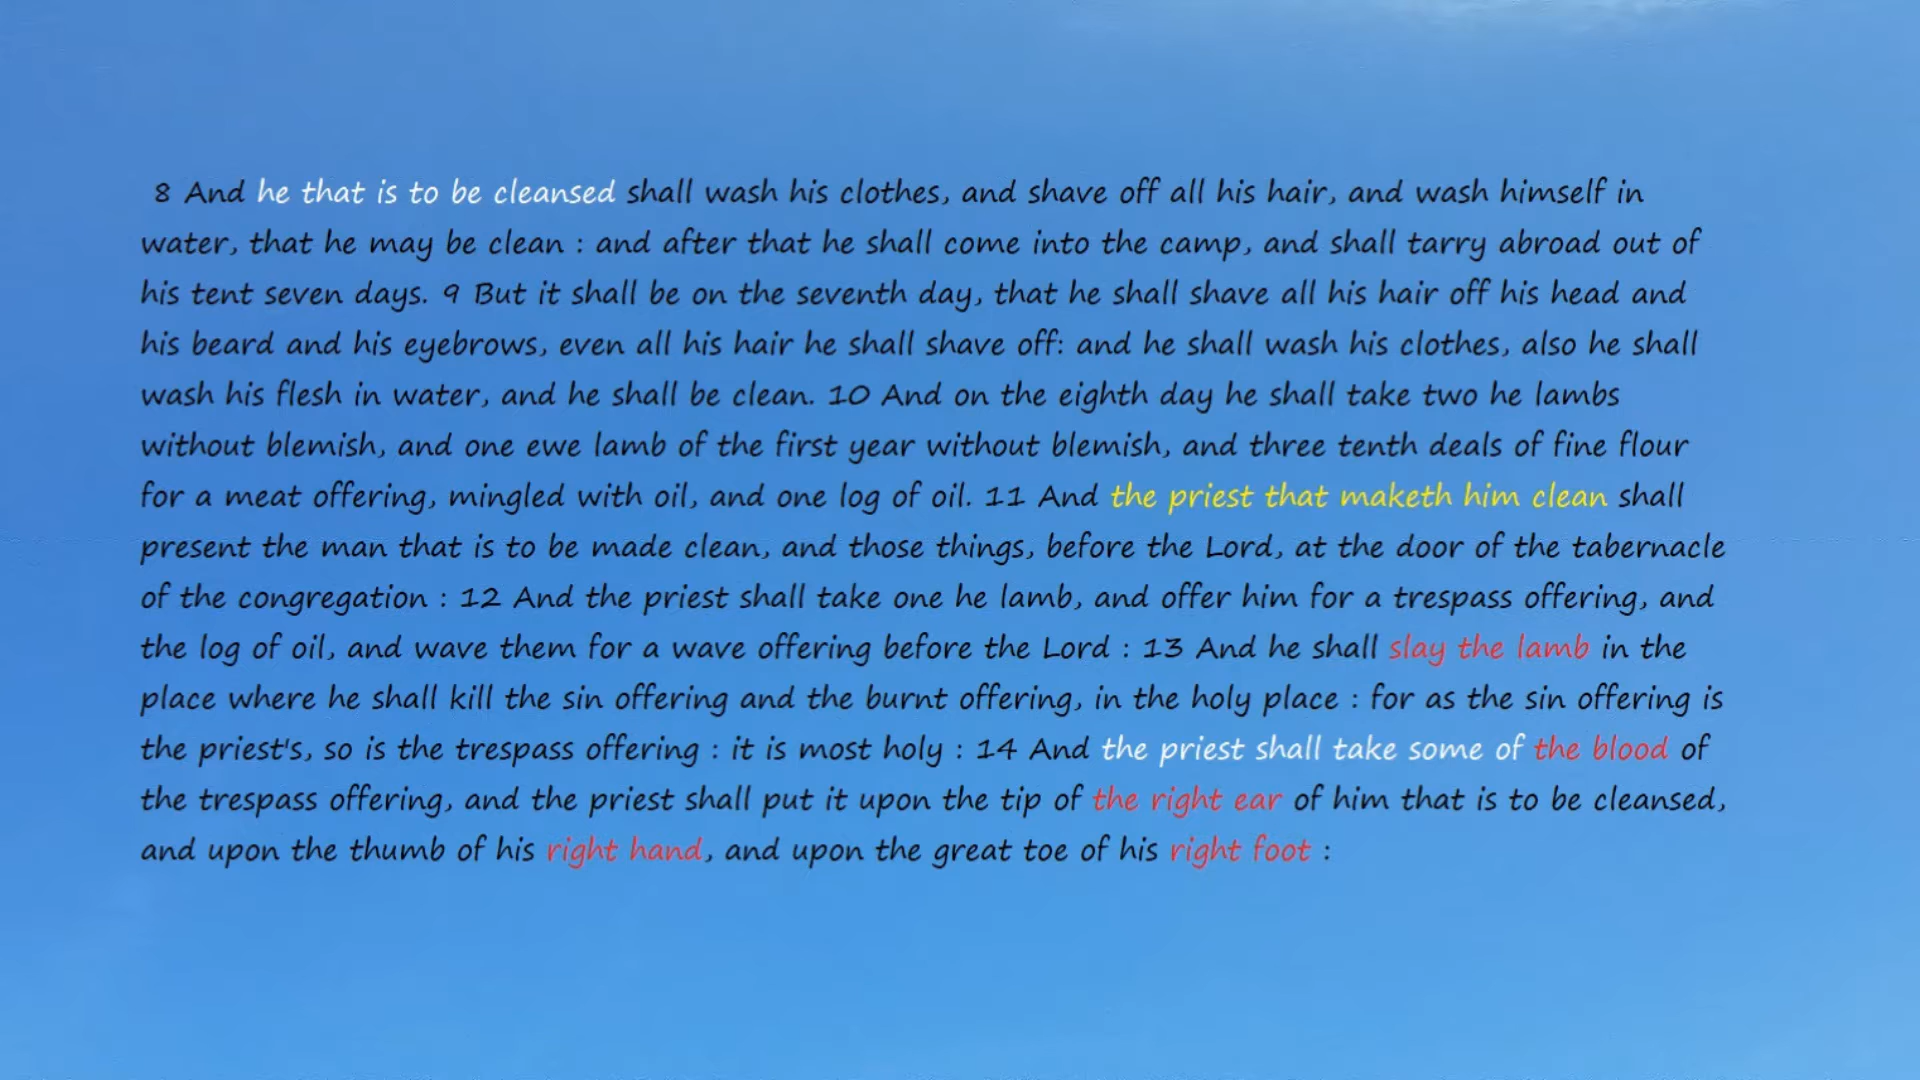 8 And he that is to be cleansed shall wash his clothes, and shave off all his hair, and wash himself in
water, that he may be clean : and after that he shall come into the camp, and shall tarry abroad out of
his tent seven days. 9 But it shall be on the seventh day, that he shall shave all his hair off his head and
his beard and his eyebrows, even all his hair he shall shave off: and he shall wash his clothes, also he shall
wash his flesh in water, and he shall be clean. 10 And on the eighth day he shall take two he lambs
without blemish, and one ewe lamb of the first year without blemish, and three tenth deals of fine flour
for a meat offering, mingled with oil, and one log of oil. 11 And the priest that maketh him clean shall
present the man that is to be made clean, and those things, before the Lord, at the door of the tabernacle
of the congregation : 12 And the priest shall take one he lamb, and offer him for a trespass offering, and
the log of oil, and wave them for a wave offering before the Lord : 13 And he shall slay the lamb in the
place where he shall kill the sin offering and the burnt offering, in the holy place : for as the sin offering is
the priest's, so is the trespass offering : it is most holy : 14 And the priest shall take some of the blood of
the trespass offering, and the priest shall put it upon the tip of the right ear of him that is to be cleansed,
and upon the thumb of his right hand, and upon the great toe of his right foot :